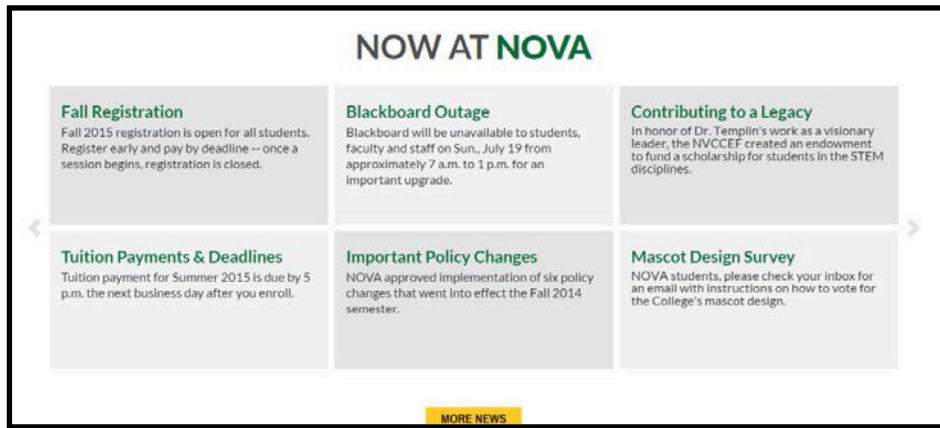 NOW AT NOVA
Fall Registration
Fall 2015 registration is open for all students.
Register early and pay by deadline -- once a
session begins, registration is closed.
Blackboard Outage
Blackboard will be unavailable to students,
faculty and staff on Sun., July 19 from
approximately 7 a.m. to 1 p.m. for an
important upgrade.
Contributing to a Legacy
In honor of Dr. Templin's work as a visionary
leader, the NVCCEF created an endowment
to fund a scholarship for students in the STEM
disciplines.
Tuition Payments & Deadlines
Tuition payment for Summer 2015 is due by 5
p.m. the next business day after you enroll.
Important Policy Changes
NOVA approved implementation of six policy
changes that went into effect the Fall 2014
semester.
Mascot Design Survey
NOVA students, please check your inbox for
an email with instructions on how to vote for
the College's mascot design.
MORE NEWS